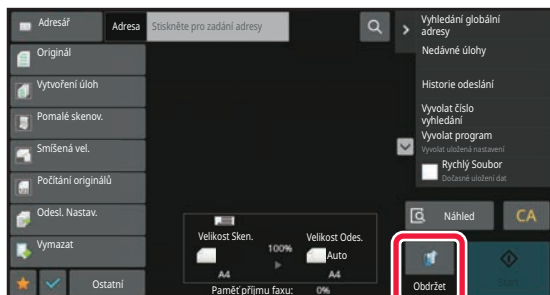 Adresář
Adresa
Stiskněte pro zadání adresy
Originál
Vytvoření úloh
Pomalé skenov.
Smíšená vel.
Počítání originálů
Odesl. Nastav.
Vymazat
Ostatní
Velikost Sken.
100%
Velikost Odes.
Auto
A4
A4
Paměť příjmu faxu:
0%
Vyhledání globální
adresy
Nedávné úlohy
Historie odeslání
Vyvolat číslo
vyhledání
Vyvolat program
Vyvolat uložená nastavení
Rychlý Soubor
Dočasné uložení dat
Náhled
CA
Obdržet
Start